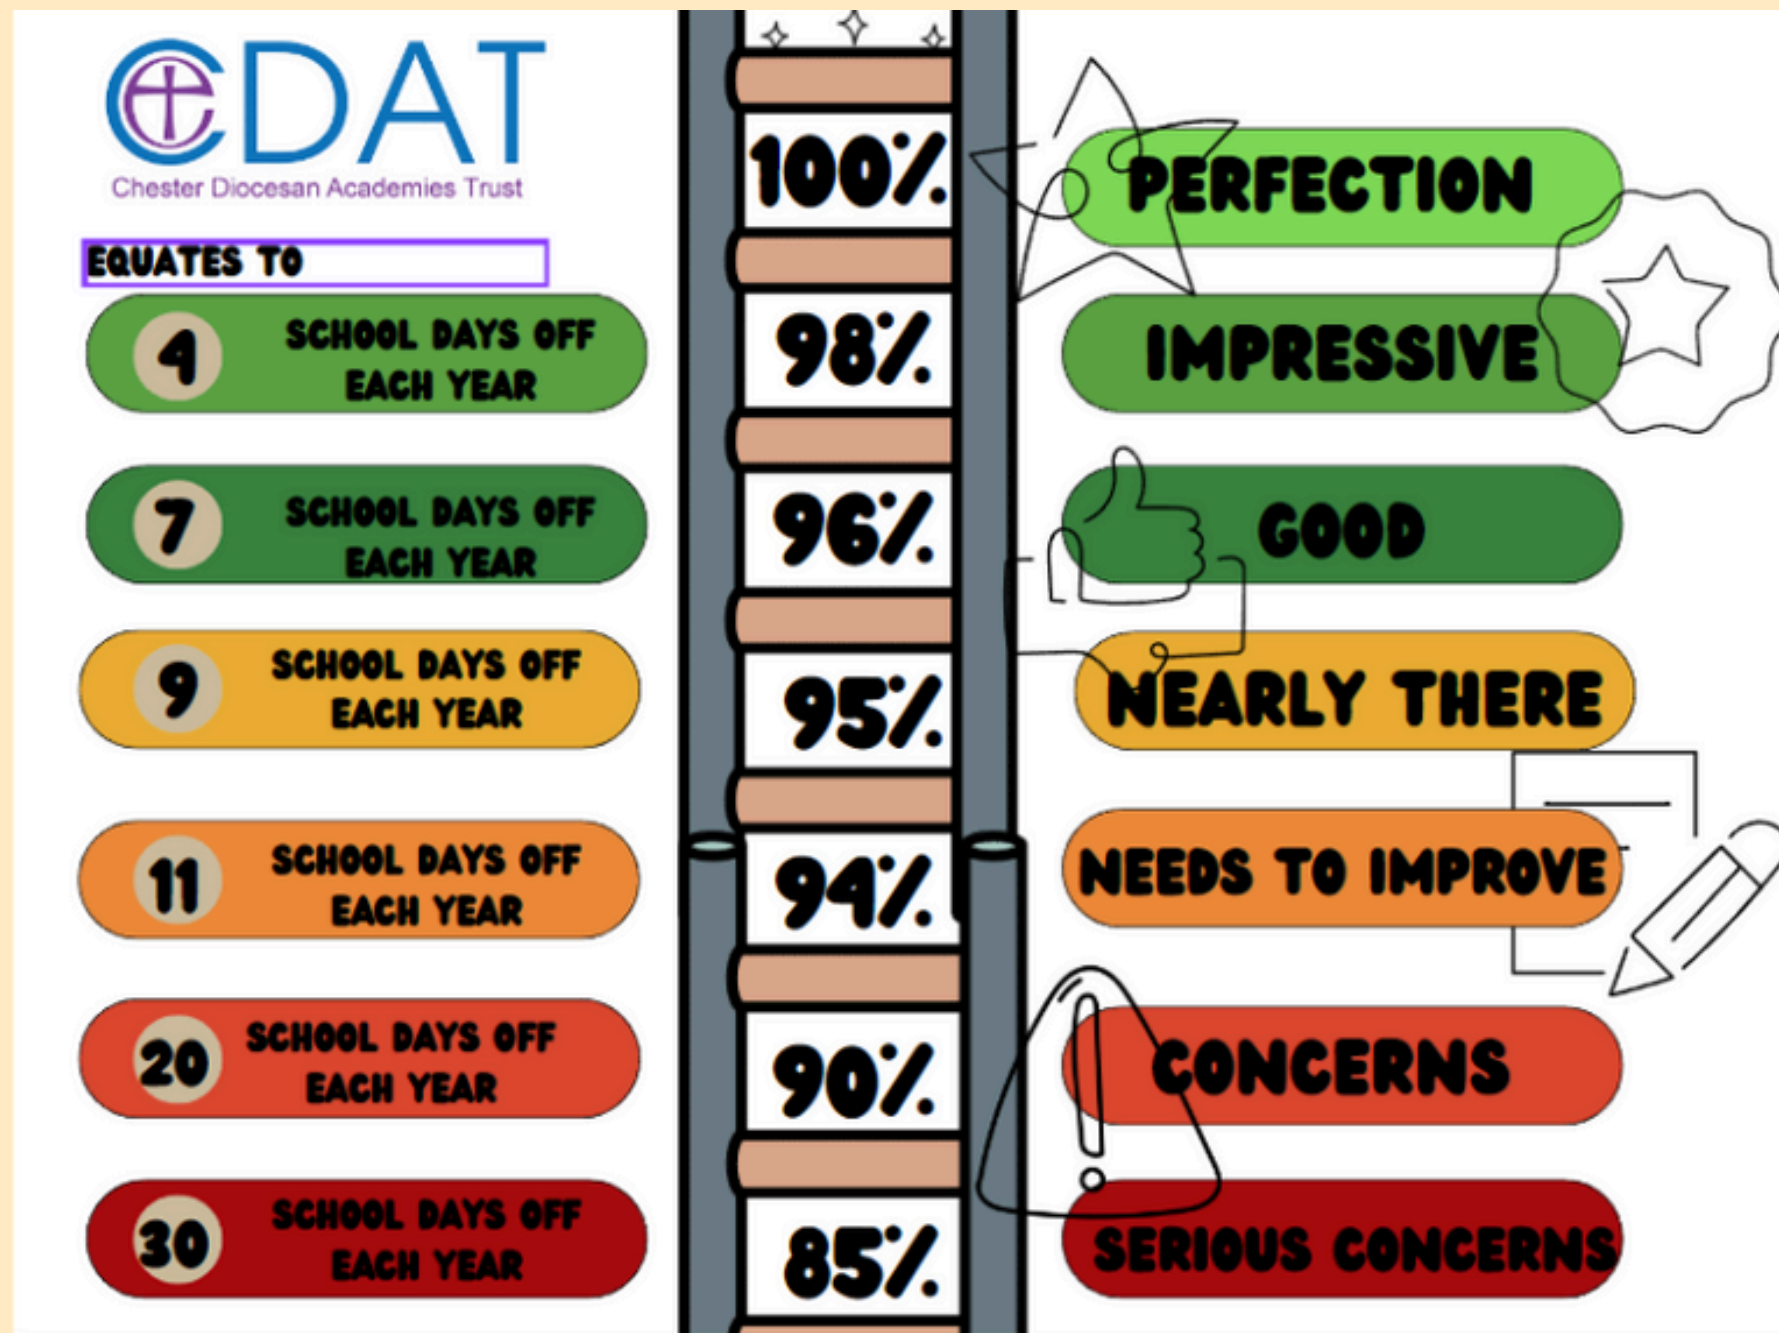 CDAT
Chester Diocesan Academies Trust
EQUATES TO
100%
PERFECTION
4
SCHOOL DAYS OFF
EACH YEAR
98%
IMPRESSIVE
7
SCHOOL DAYS OFF
EACH YEAR
96%
GOOD
9
SCHOOL DAYS OFF
EACH YEAR
95%
NEARLY THERE
11
SCHOOL DAYS OFF
EACH YEAR
94%
NEEDS TO IMPROVE
20
SCHOOL DAYS OFF
EACH YEAR
90%
CONCERNS
30
SCHOOL DAYS OFF
EACH YEAR
85%
SERIOUS CONCERNS